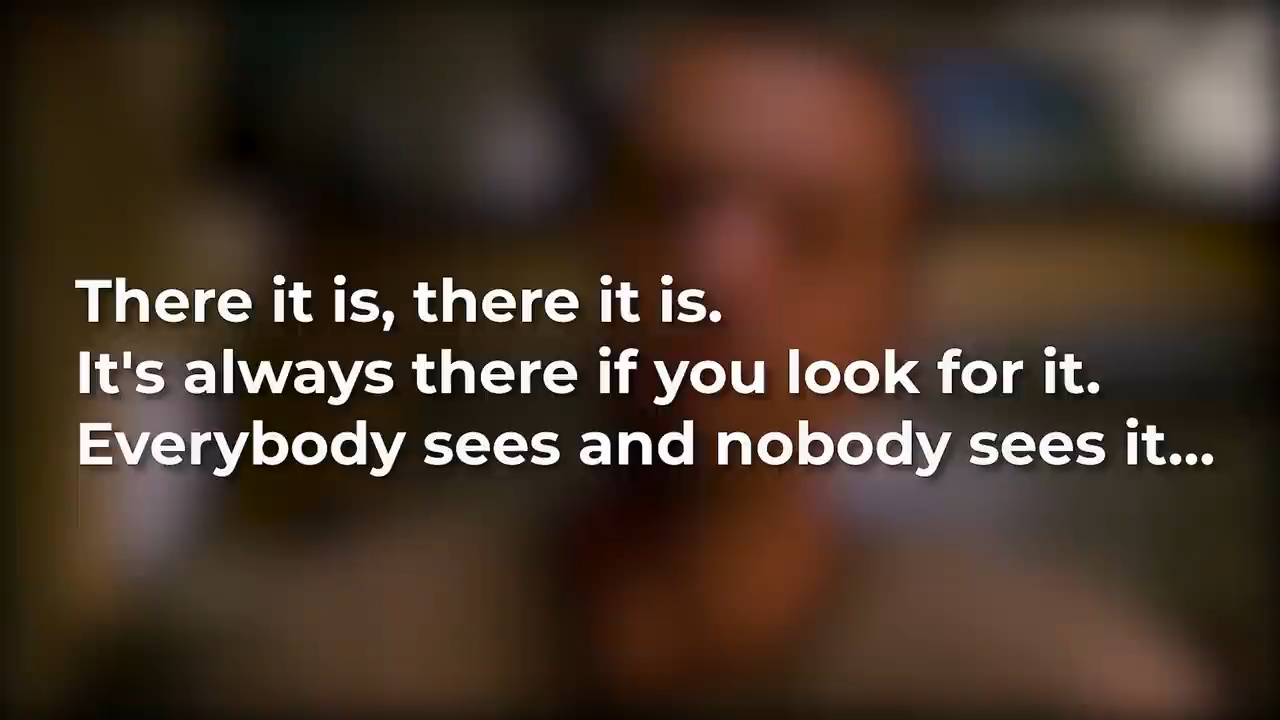 There it is, there it is.
It's always there if you look for it.
Everybody sees and nobody sees it...